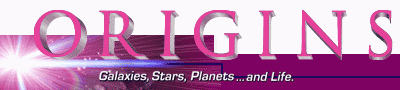 ORIGINS
Galaxies, Stars, Planets ... and Life.